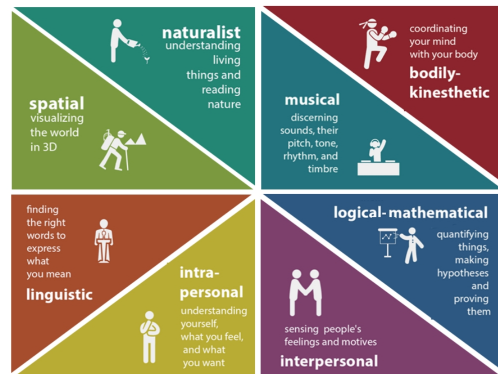 naturalist
understanding
living
things and
reading
nature
spatial
visualizing
the world
in 3D
coordinating
your mind
with your body
bodily-
kinesthetic
musical
discerning
sounds, their
pitch, tone,
rhythm, and
timbre
finding
the right
words to
express
what
you mean
linguistic
intra-
personal
understanding
yourself,
what you feel,
and what
you want
logical-mathematical
quantifying
things,
making
hypotheses
and
proving
them
sensing people's
feelings and motives
interpersonal